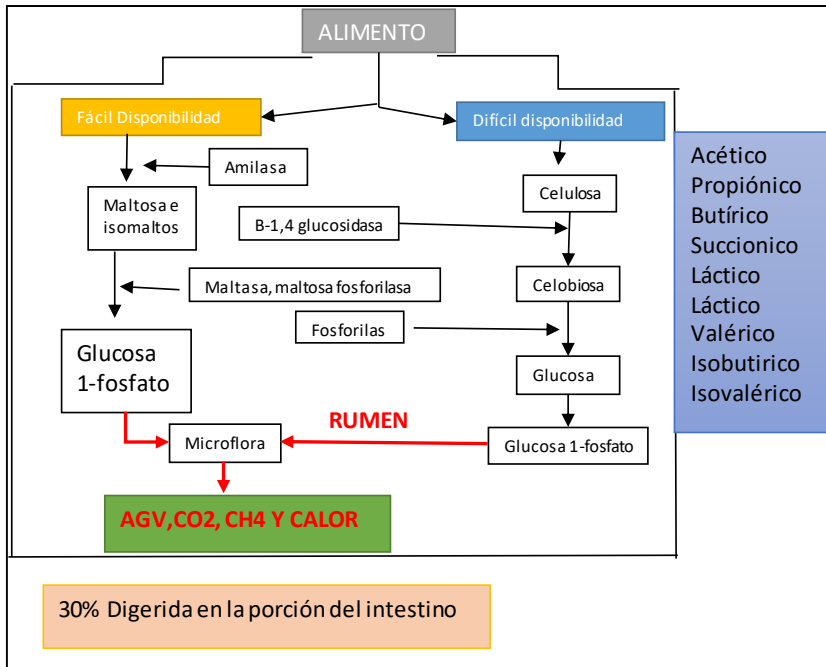 ALIMENTO
Fácil Disponibilidad
Difícil disponibilidad
Amilasa
Maltosa e
isomaltos
Maltasa, maltosa fosforilasa
Glucosa
1-fosfato
Celulosa
B-1,4 glucosidasa
Celobiosa
Fosforilas
Glucosa
Glucosa 1-fosfato
RUMEN
Microflora
AGV,CO2, CH4 Y CALOR
Acético
Propiónico
Butírico
Succionico
Láctico
Láctico
Valérico
Isobutirico
Isovalérico
30% Digerida en la porción del intestino